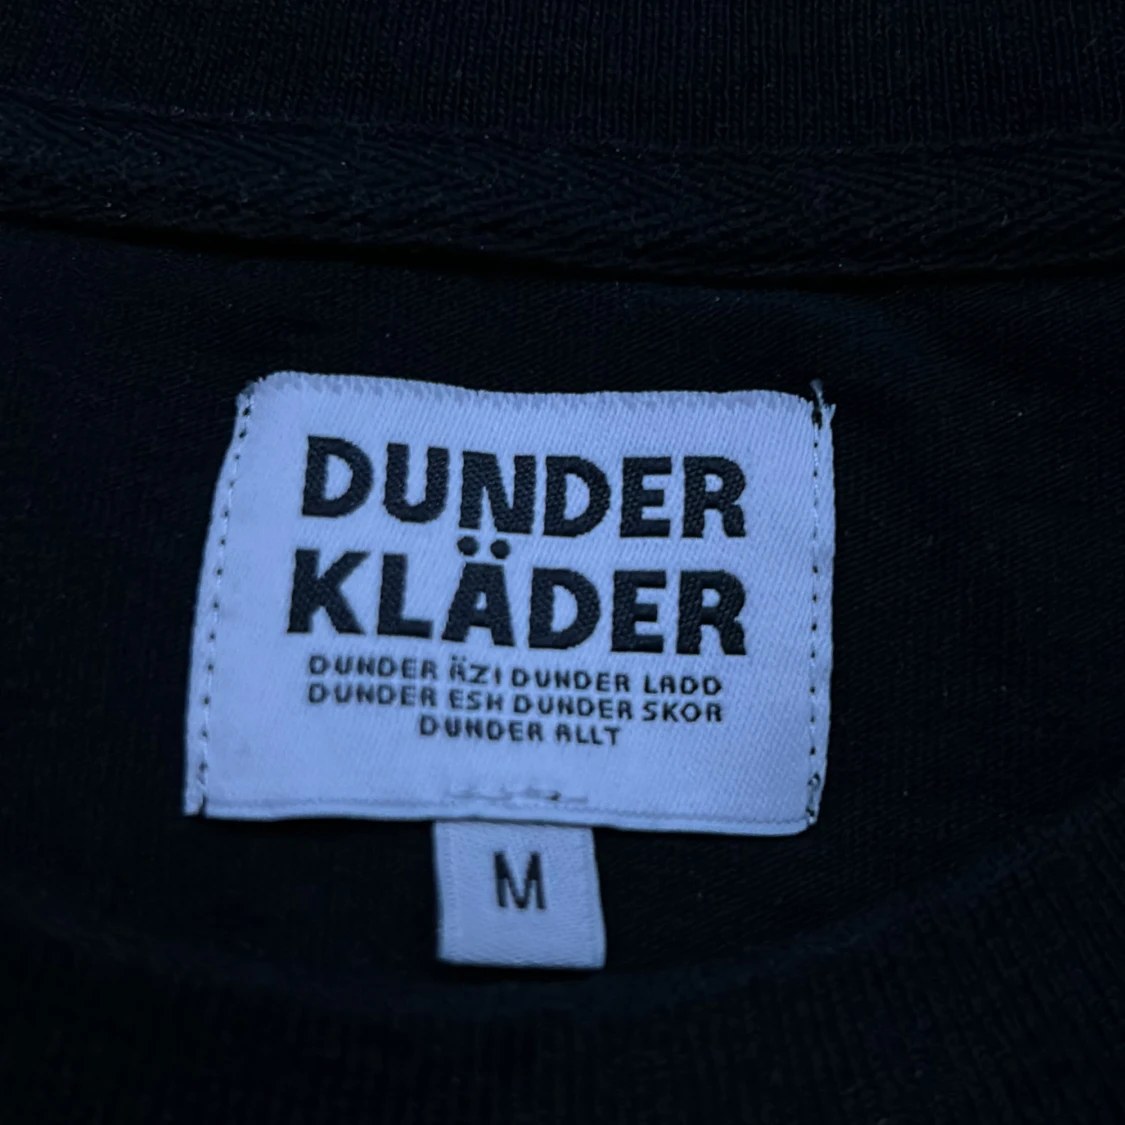 DUNDER
KLÄDER
DUNDER ÄZI DUNDER LADD
DUNDER ESH DUNDER SKOR
DUNDER ALLT
M